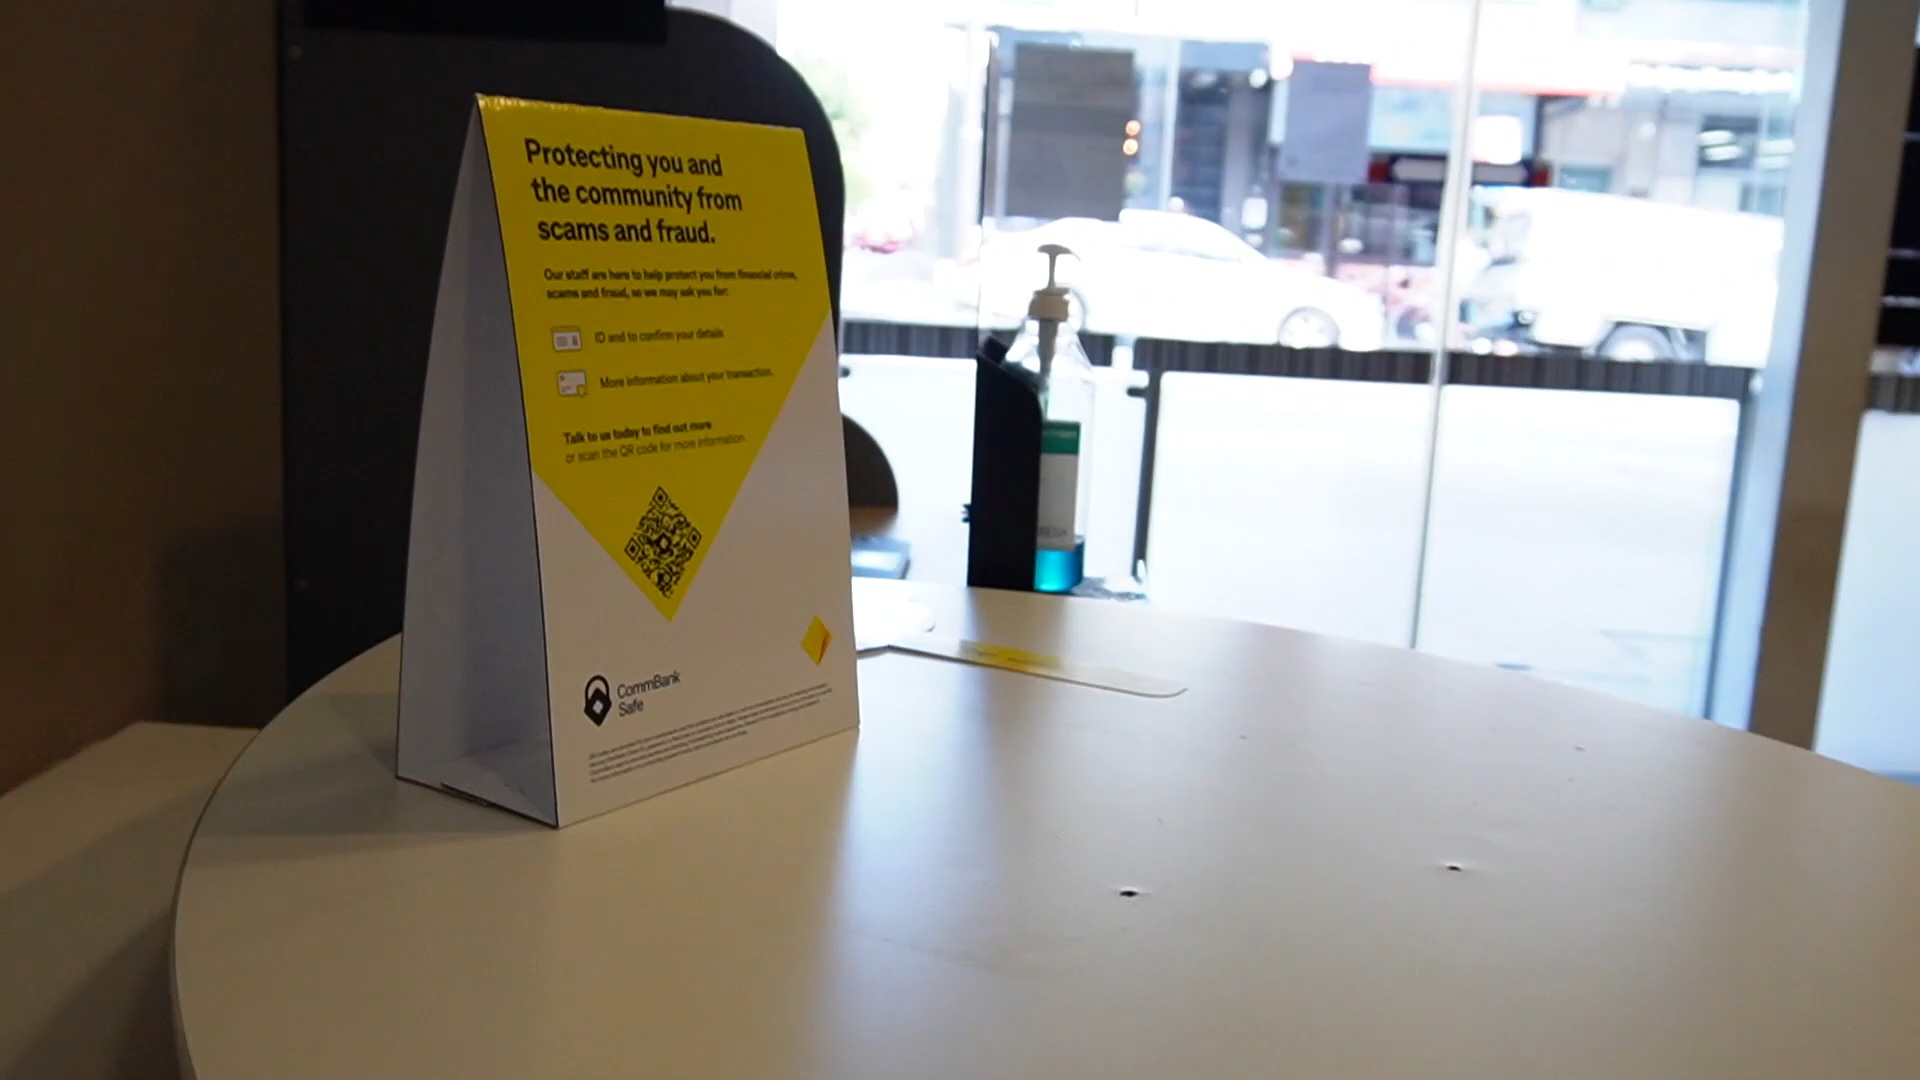 Protecting you and
the community from
scams and fraud.
Our staff are here to help protect you from financial crime,
scams and fraud, so we may ask you for:
ID and to confirm your details
More information about your transaction.
Talk to us today to find out more
or scan the QR code for more information.
CommBank
Safe